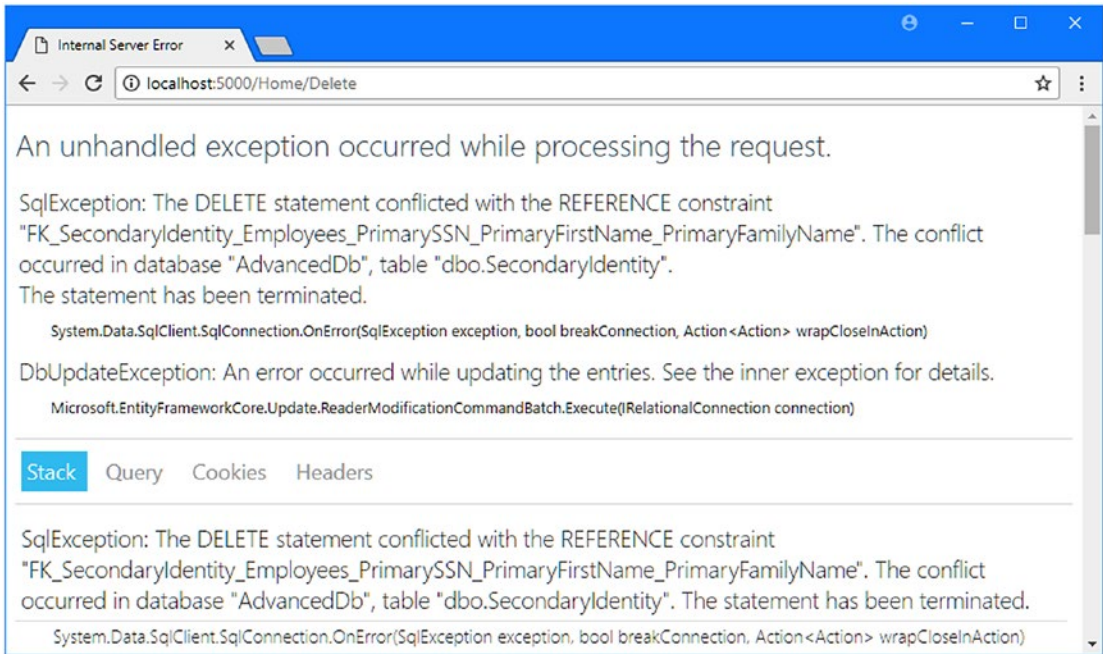 Internal Server Error
localhost:5000/Home/Delete
An unhandled exception occurred while processing the request.
SqlException: The DELETE statement conflicted with the REFERENCE constraint
"FK_SecondaryIdentity_Employees_PrimarySSN_PrimaryFirstName_PrimaryFamilyName". The conflict
occurred in database "AdvancedDb", table "dbo.SecondaryIdentity".
The statement has been terminated.
System.Data.SqlClient.SqlConnection.OnError(SqlException exception, bool breakConnection, Action<Action> wrapCloseInAction)
DbUpdateException: An error occurred while updating the entries. See the inner exception for details.
Microsoft.EntityFrameworkCore.Update.ReaderModificationCommandBatch.Execute(IRelationalConnection connection)
Stack Query Cookies Headers
SqlException: The DELETE statement conflicted with the REFERENCE constraint
"FK_SecondaryIdentity_Employees_PrimarySSN_PrimaryFirstName_PrimaryFamilyName". The conflict
occurred in database "AdvancedDb", table "dbo.SecondaryIdentity". The statement has been terminated.
System.Data.SqlClient.SqlConnection.OnError(SqlException exception, bool breakConnection, Action<Action> wrapCloseInAction)